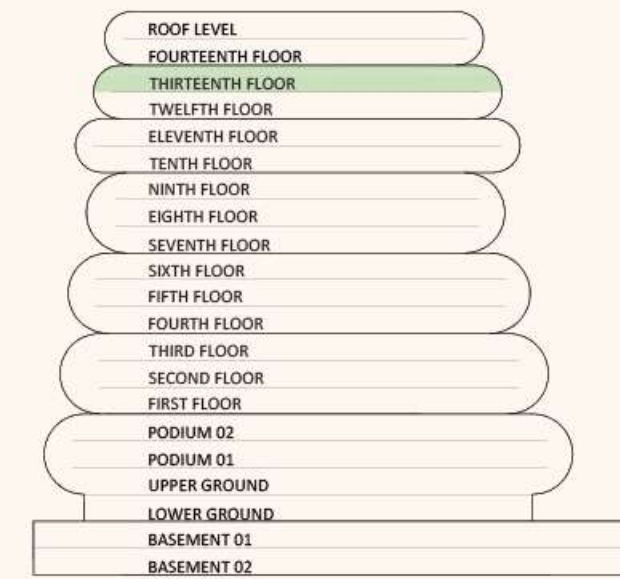 ROOF LEVEL
FOURTEENTH FLOOR
THIRTEENTH FLOOR
TWELFTH FLOOR
ELEVENTH FLOOR
TENTH FLOOR
NINTH FLOOR
EIGHTH FLOOR
SEVENTH FLOOR
SIXTH FLOOR
FIFTH FLOOR
FOURTH FLOOR
THIRD FLOOR
SECOND FLOOR
FIRST FLOOR
PODIUM 02
PODIUM 01
UPPER GROUND
LOWER GROUND
BASEMENT 01
BASEMENT 02